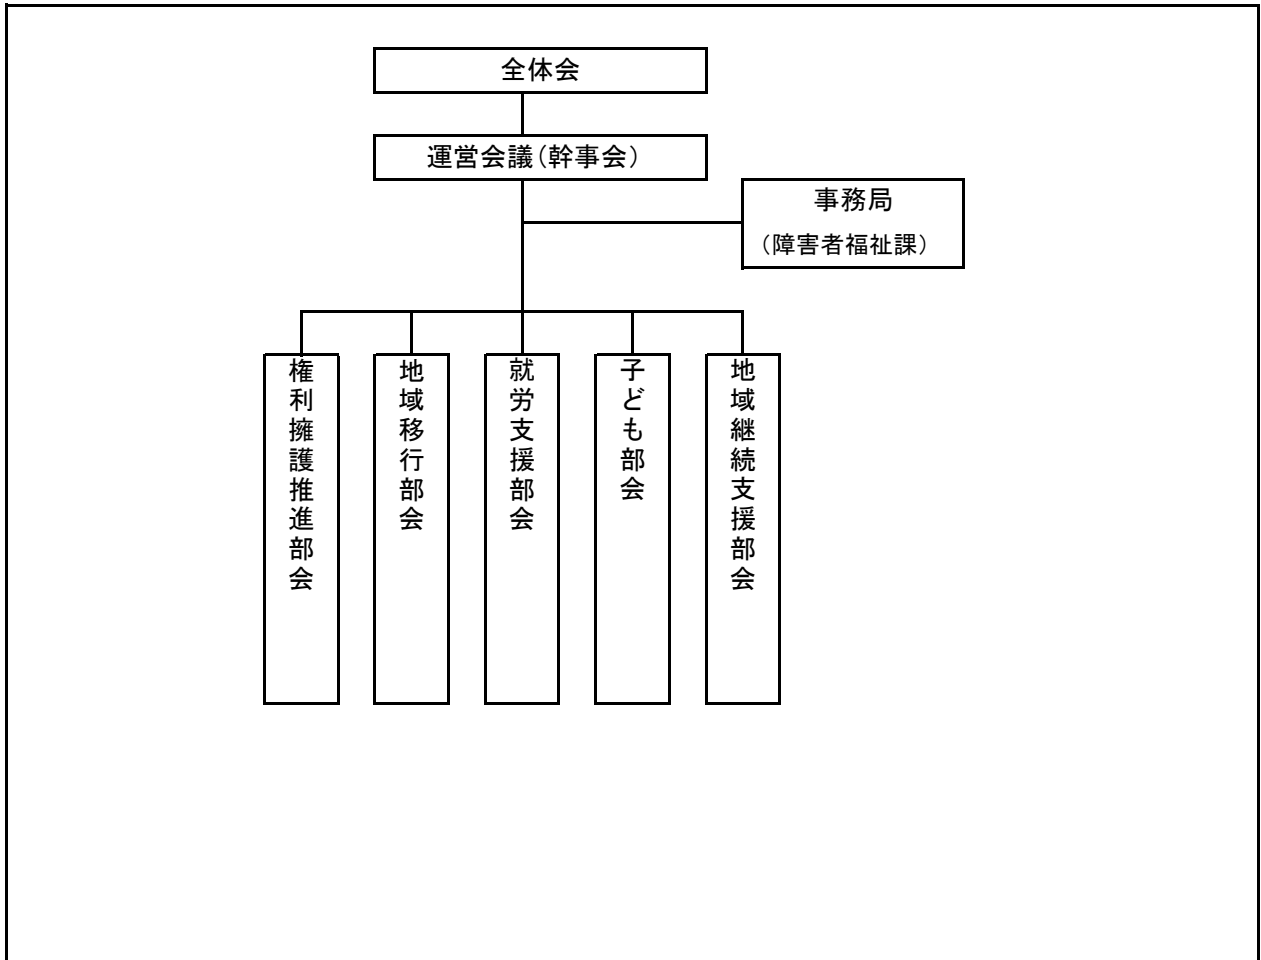 全体会
運営会議(幹事会)
事務局
(障害者福祉課)
権利擁護推進部会
地域移行部会
就労支援部会
子ども部会
地域継続支援部会